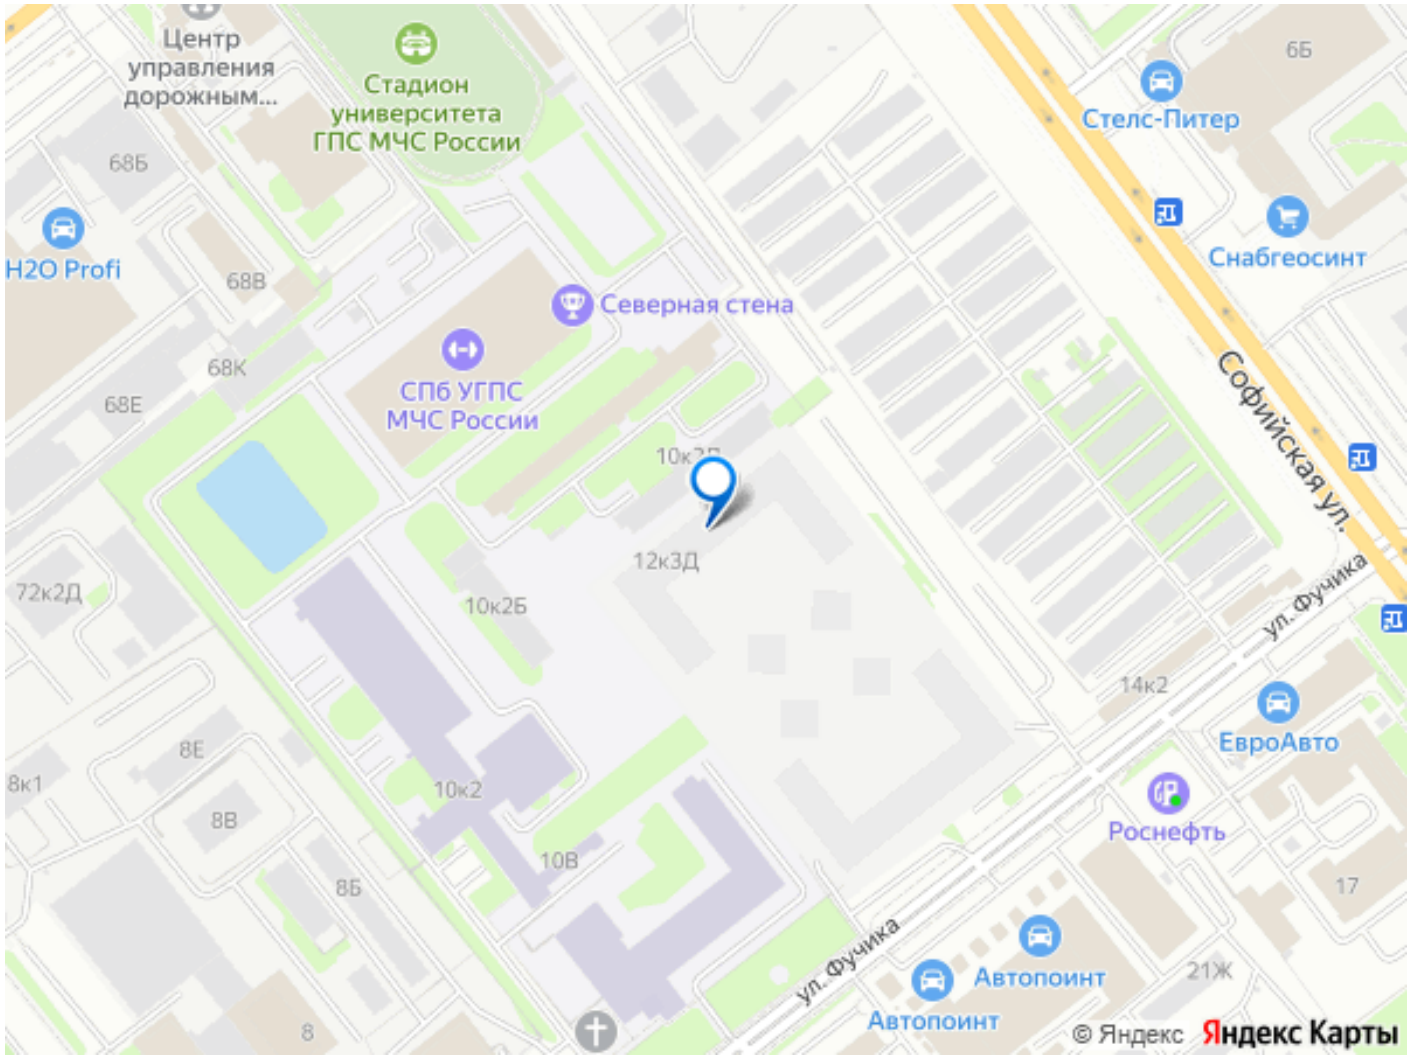 Центр
управления
дорожным...
Стадион
университета
ГПС МЧС России
6Б
Стелс-Питер
68Б
H2O Profi
68В
Снабгеосинт
Северная стена
68К
СПб УГПС
МЧС России
68Е
Софийская ул.
12к3Д
72к2Д
10к2Б
ул. Фучика
14к2
8Е
ЕвроАвто
8к1
10к2
8В
Роснефть
10В
8Б
17
ул. Фучика
Автопоинт
21Ж
Автопоинт
8
© Яндекс Яндекс Карты